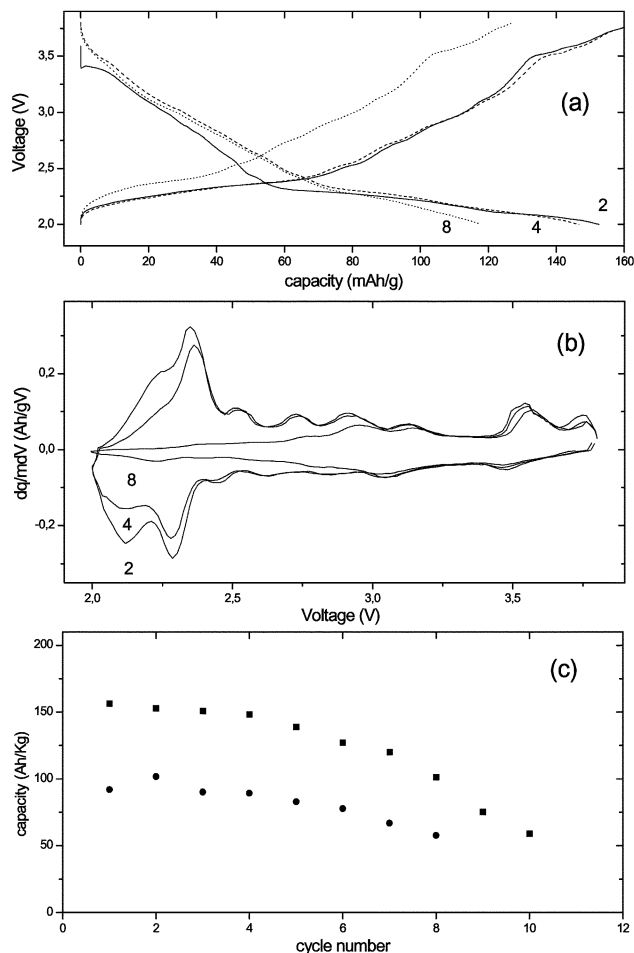 3,5
3,0
2,5
2,0
Voltage (V)
(a)
2
8
4
0 20 40 60 80 100 120 140 160
capacity (mAh/g)
0,2
0,0
-0,2
dq/mdV (Ah/gV)
(b)
8
4
2
2,0 2,5 3,0 3,5
Voltage (V)
200
150
100
50
0
capacity (Ah/Kg)
(c)
0 2 4 6 8 10 12
cycle number